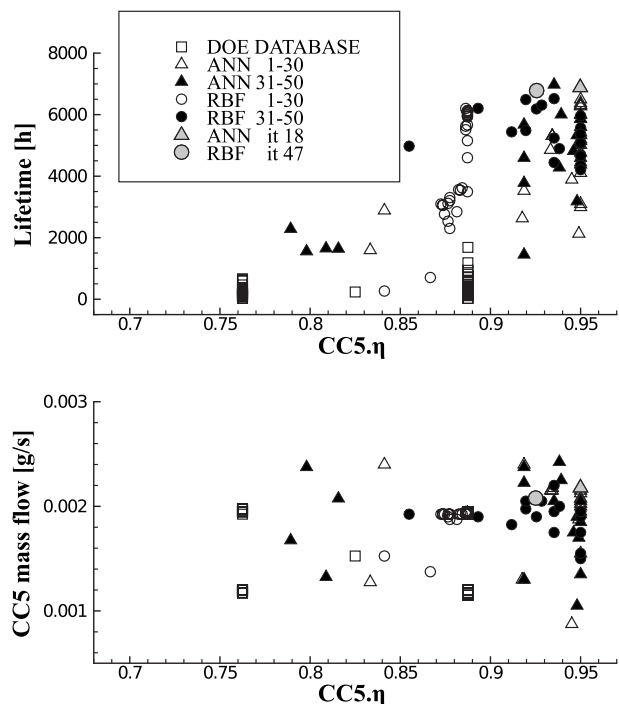 DOE DATABASE
ANN 1-30
ANN 31-50
RBF 1-30
RBF 31-50
ANN it 18
RBF it 47
Lifetime [h]
8000
6000
4000
2000
0
0.7 0.75 0.8 0.85 0.9 0.95
CC5.η
CC5 mass flow [g/s]
0.003
0.002
0.001
0.7 0.75 0.8 0.85 0.9 0.95
CC5.η